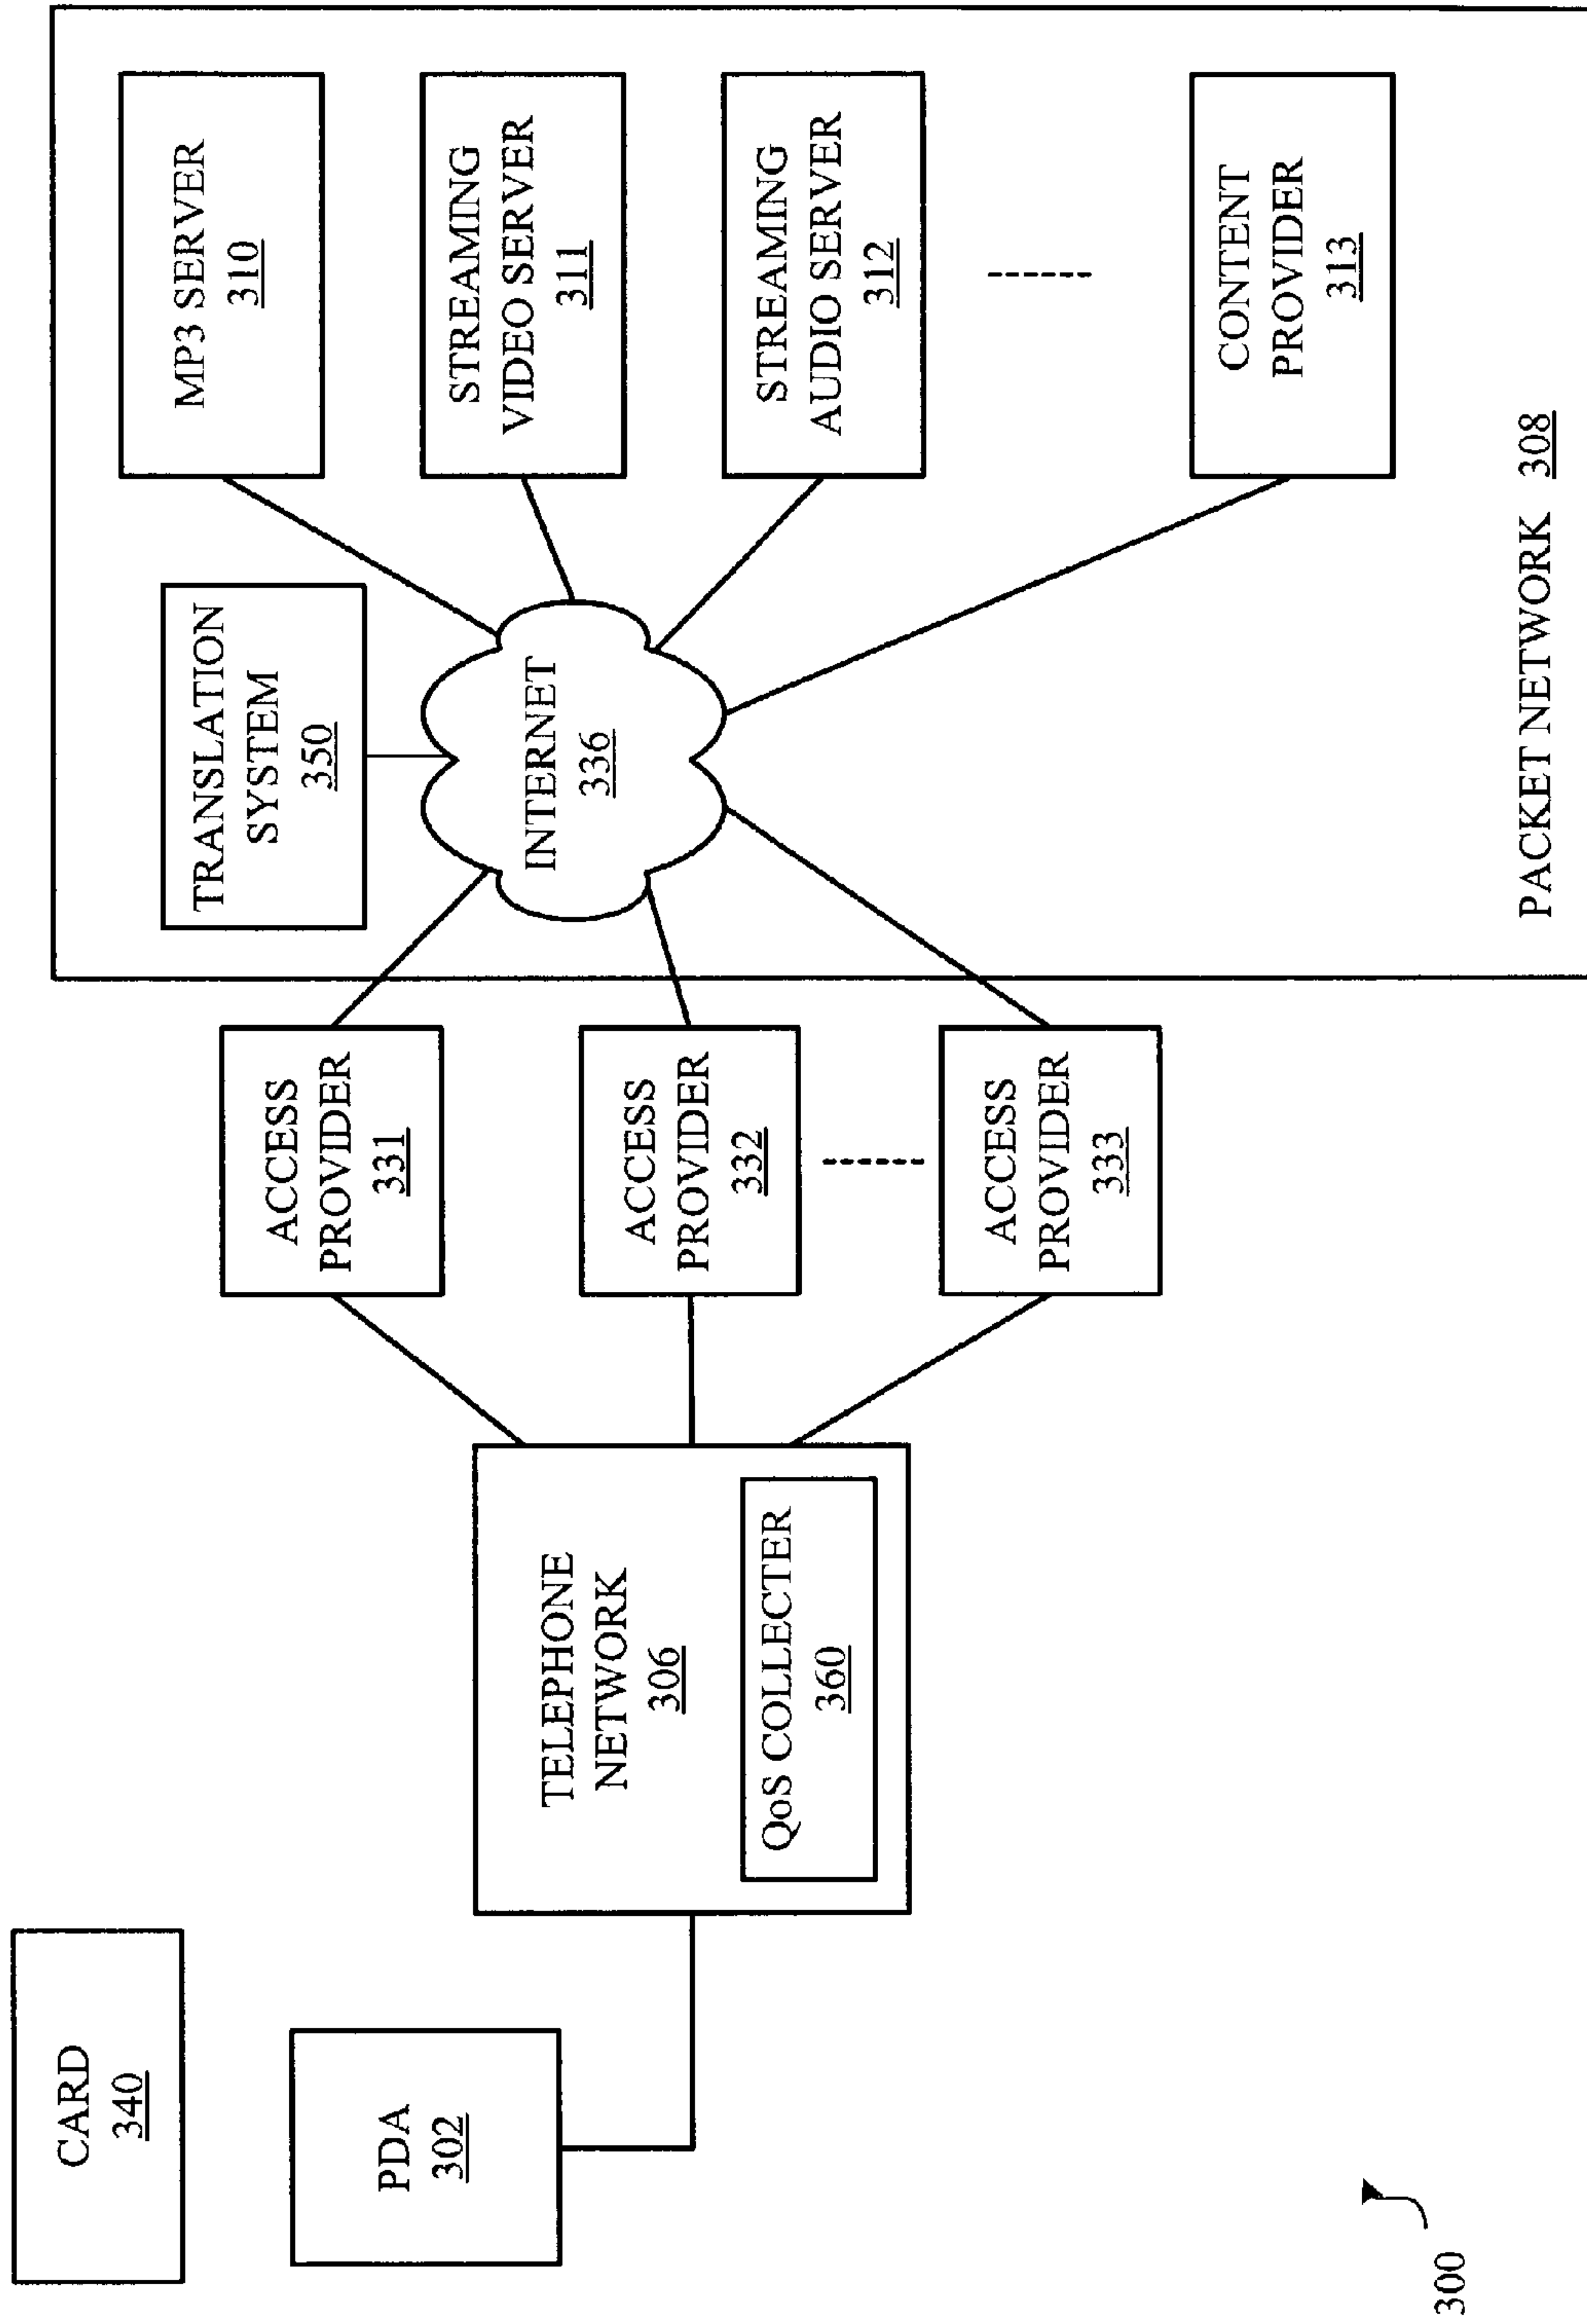 CARD
340
PDA
302
TELEPHONE
NETWORK
306
QoS COLLECTER
360
ACCESS
PROVIDER
331
ACCESS
PROVIDER
332
ACCESS
PROVIDER
333
TRANSLATION
SYSTEM
350
INTERNET
336
MP3 SERVER
310
STREAMING
VIDEO SERVER
311
STREAMING
AUDIO SERVER
312
CONTENT
PROVIDER
313
PACKET NETWORK 308
300